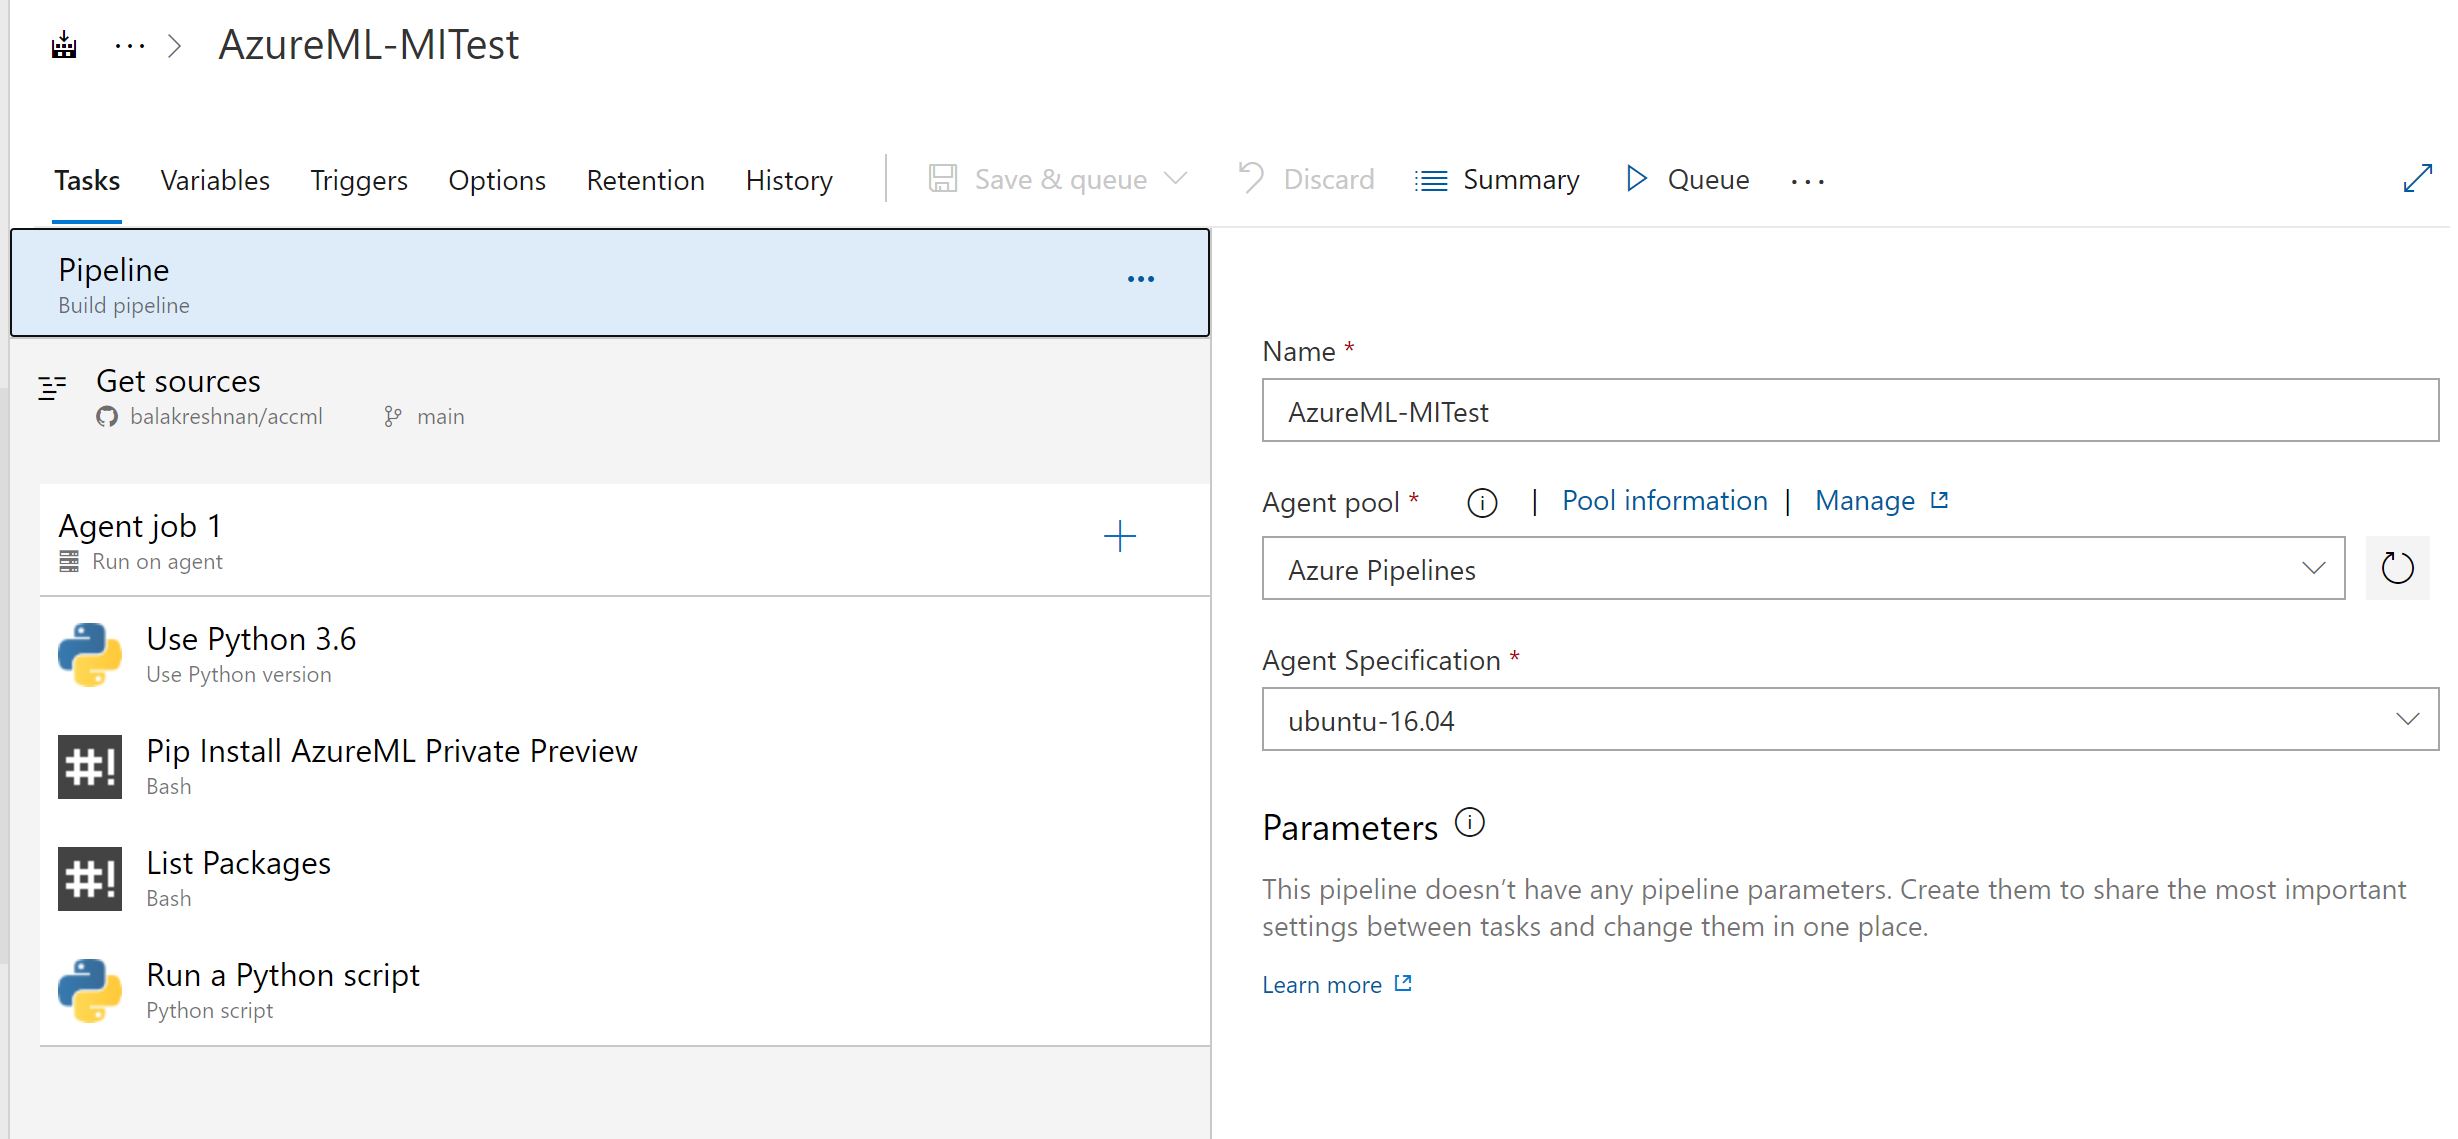 ··· > AzureML-MITest
Tasks Variables Triggers Options Retention History Save & queue Discard Summary Queue ···
Pipeline
Build pipeline
Get sources
balakreshnan/accml main
Agent job 1
Run on agent
Use Python 3.6
Use Python version
#! Pip Install AzureML Private Preview
Bash
#! List Packages
Bash
Run a Python script
Python script
Name *
AzureML-MITest
Agent pool * | Pool information | Manage
Azure Pipelines
Agent Specification *
ubuntu-16.04
Parameters
This pipeline doesn’t have any pipeline parameters. Create them to share the most important
settings between tasks and change them in one place.
Learn more